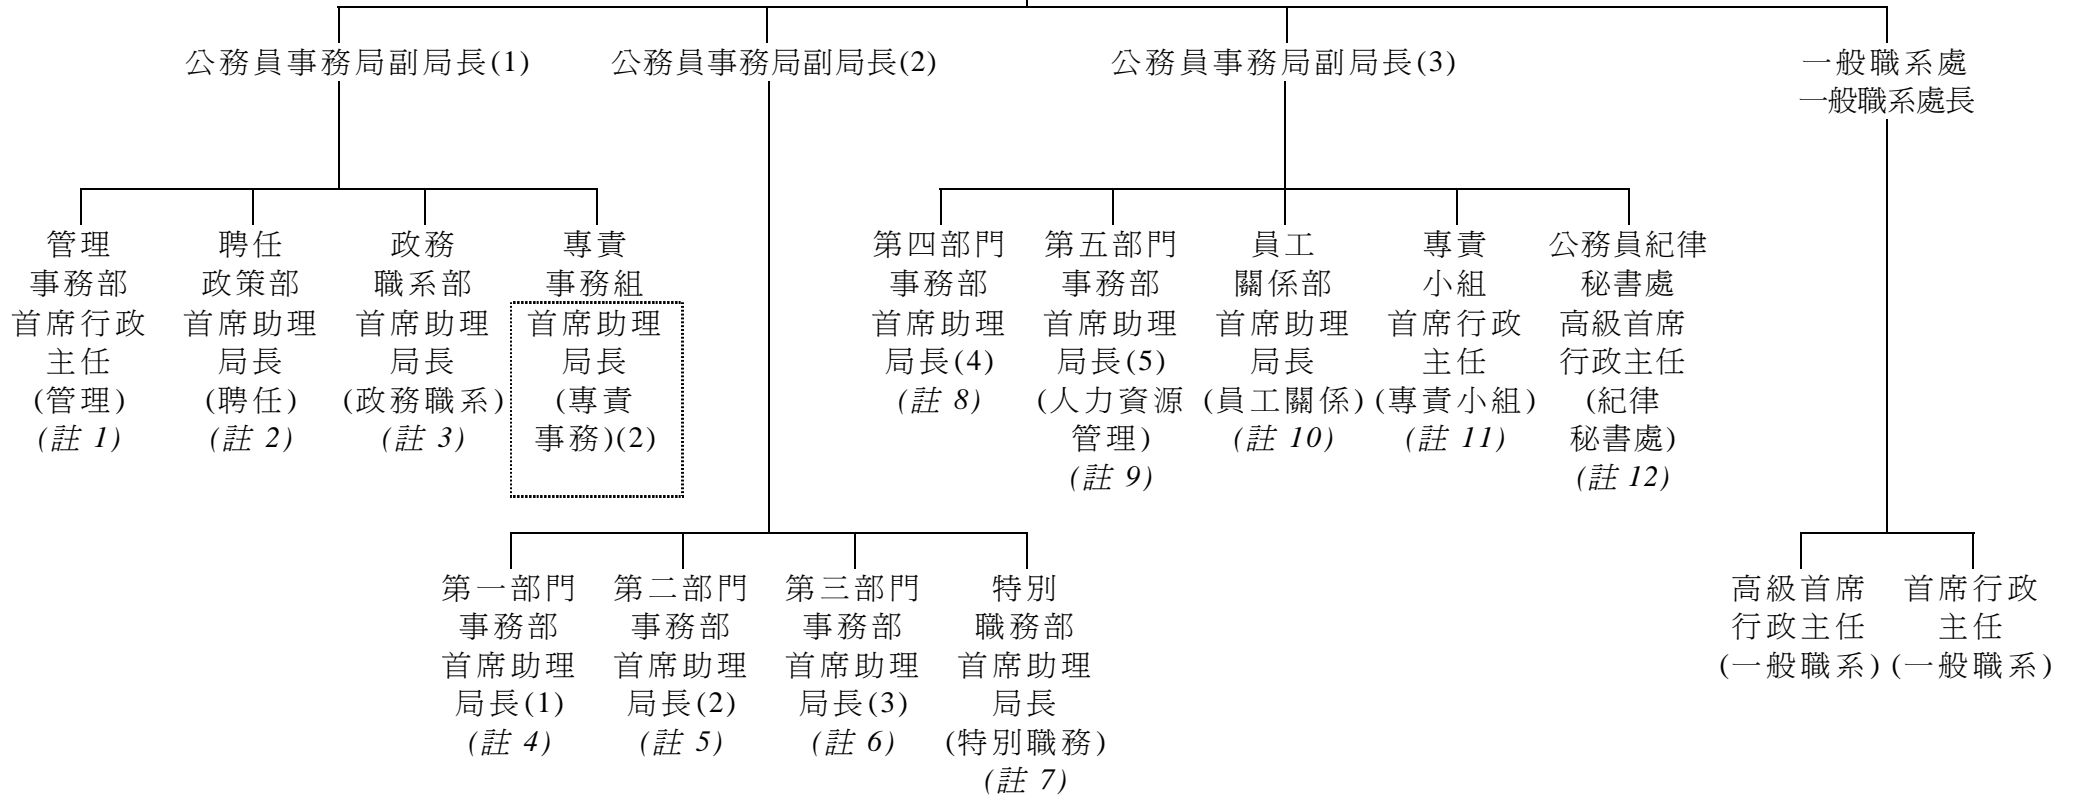 公務員事務局副局長(1)
公務員事務局副局長(2)
公務員事務局副局長(3)
一般職系處
一般職系處長
管理
事務部
首席行政
主任
(管理)
(註 1)
聘任
政策部
首席助理
局長
(聘任)
(註 2)
政務
職系部
首席助理
局長
(政務職系)
(註 3)
專責
事務組
首席助理
局長
(專責
事務)(2)
第四部門
事務部
首席助理
局長(4)
(註 8)
第五部門
事務部
首席助理
局長(5)
(人力資源
管理)
(註 9)
員工
關係部
首席助理
局長
(員工關係)
(註 10)
專責
小組
首席行政
主任
(專責小組)
(註 11)
公務員紀律
秘書處
高級首席
行政主任
(紀律
秘書處)
(註 12)
第一部門
事務部
首席助理
局長(1)
(註 4)
第二部門
事務部
首席助理
局長(2)
(註 5)
第三部門
事務部
首席助理
局長(3)
(註 6)
特別
職務部
首席助理
局長
(特別職務)
(註 7)
高級首席
行政主任
(一般職系)
首席行政
主任
(一般職系)